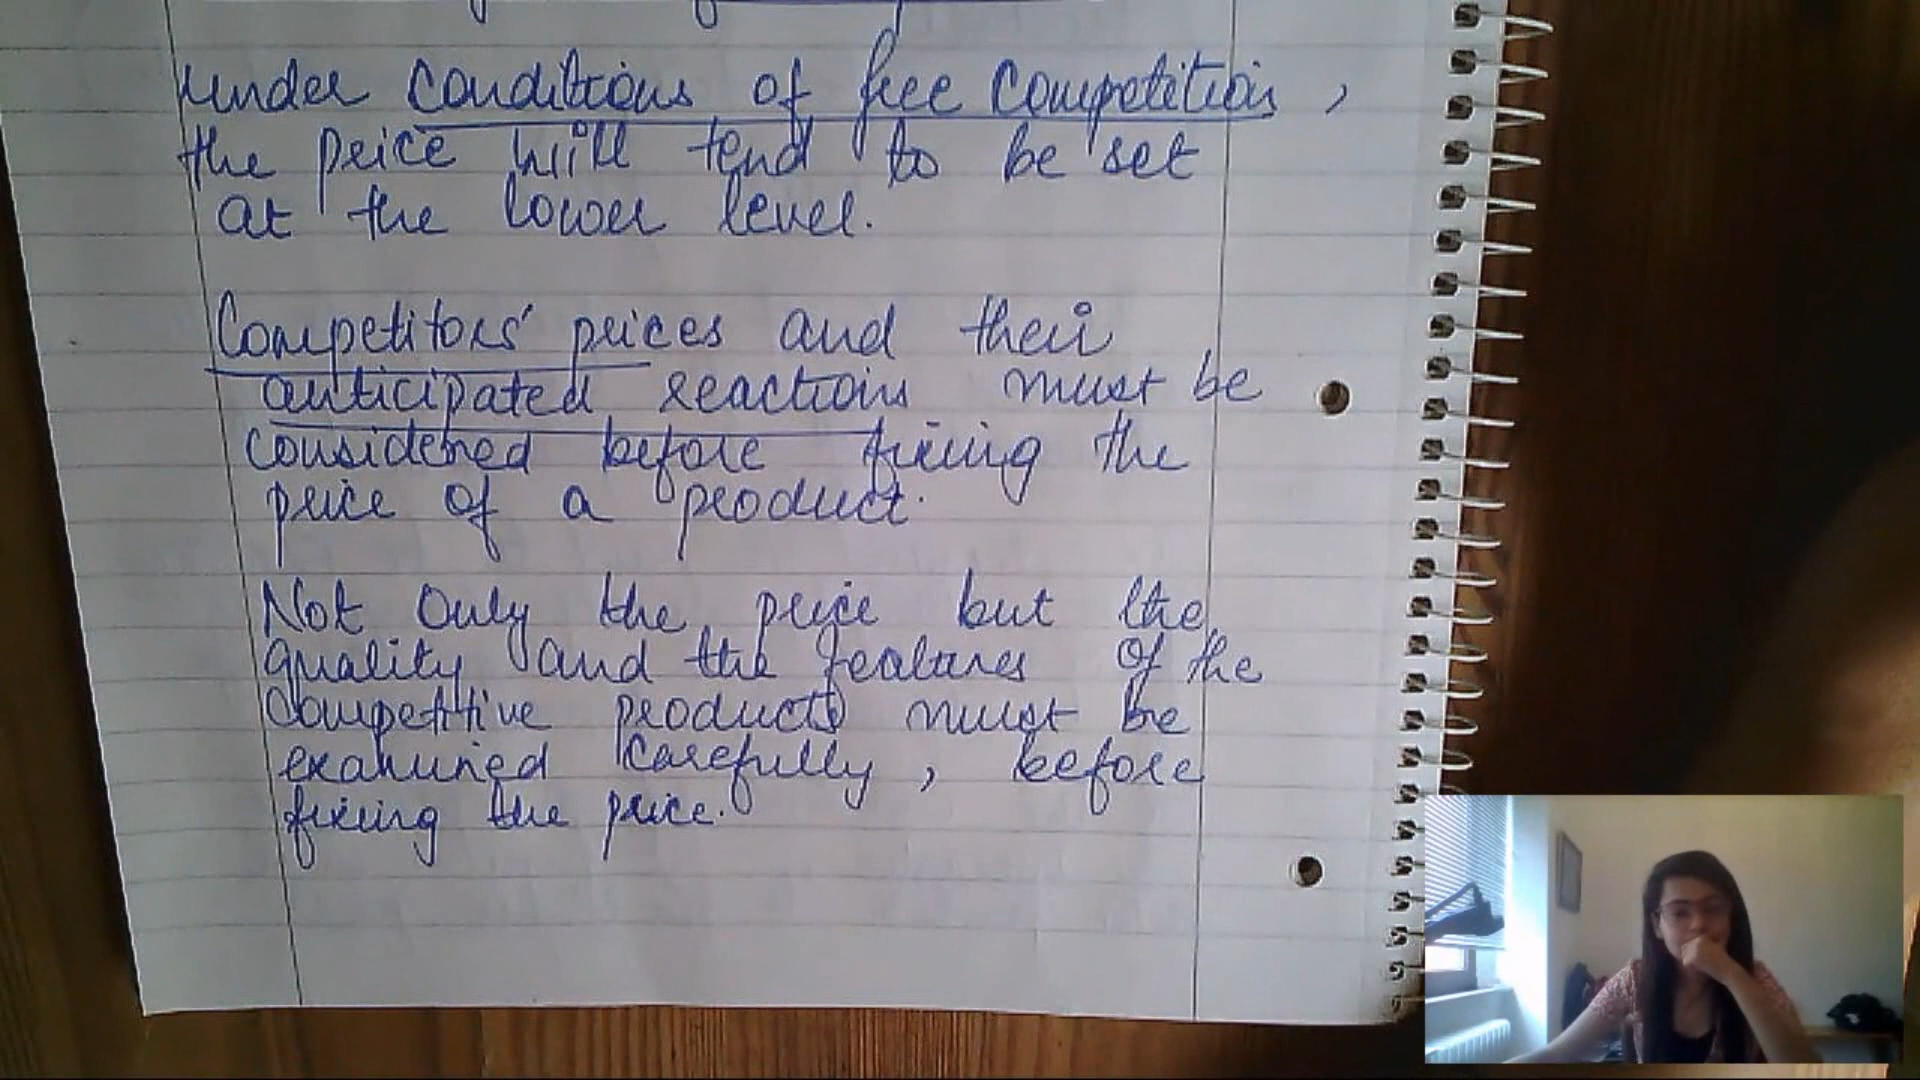 under conditions of free competition,
the price will tend to be set
at the lower level.
Competitors' prices and their
anticipated reactions must be
considered before fixing the
price of a product.
Not only the price but the
quality and the features of the
competitive products must be
examined carefully, before
fixing the price.